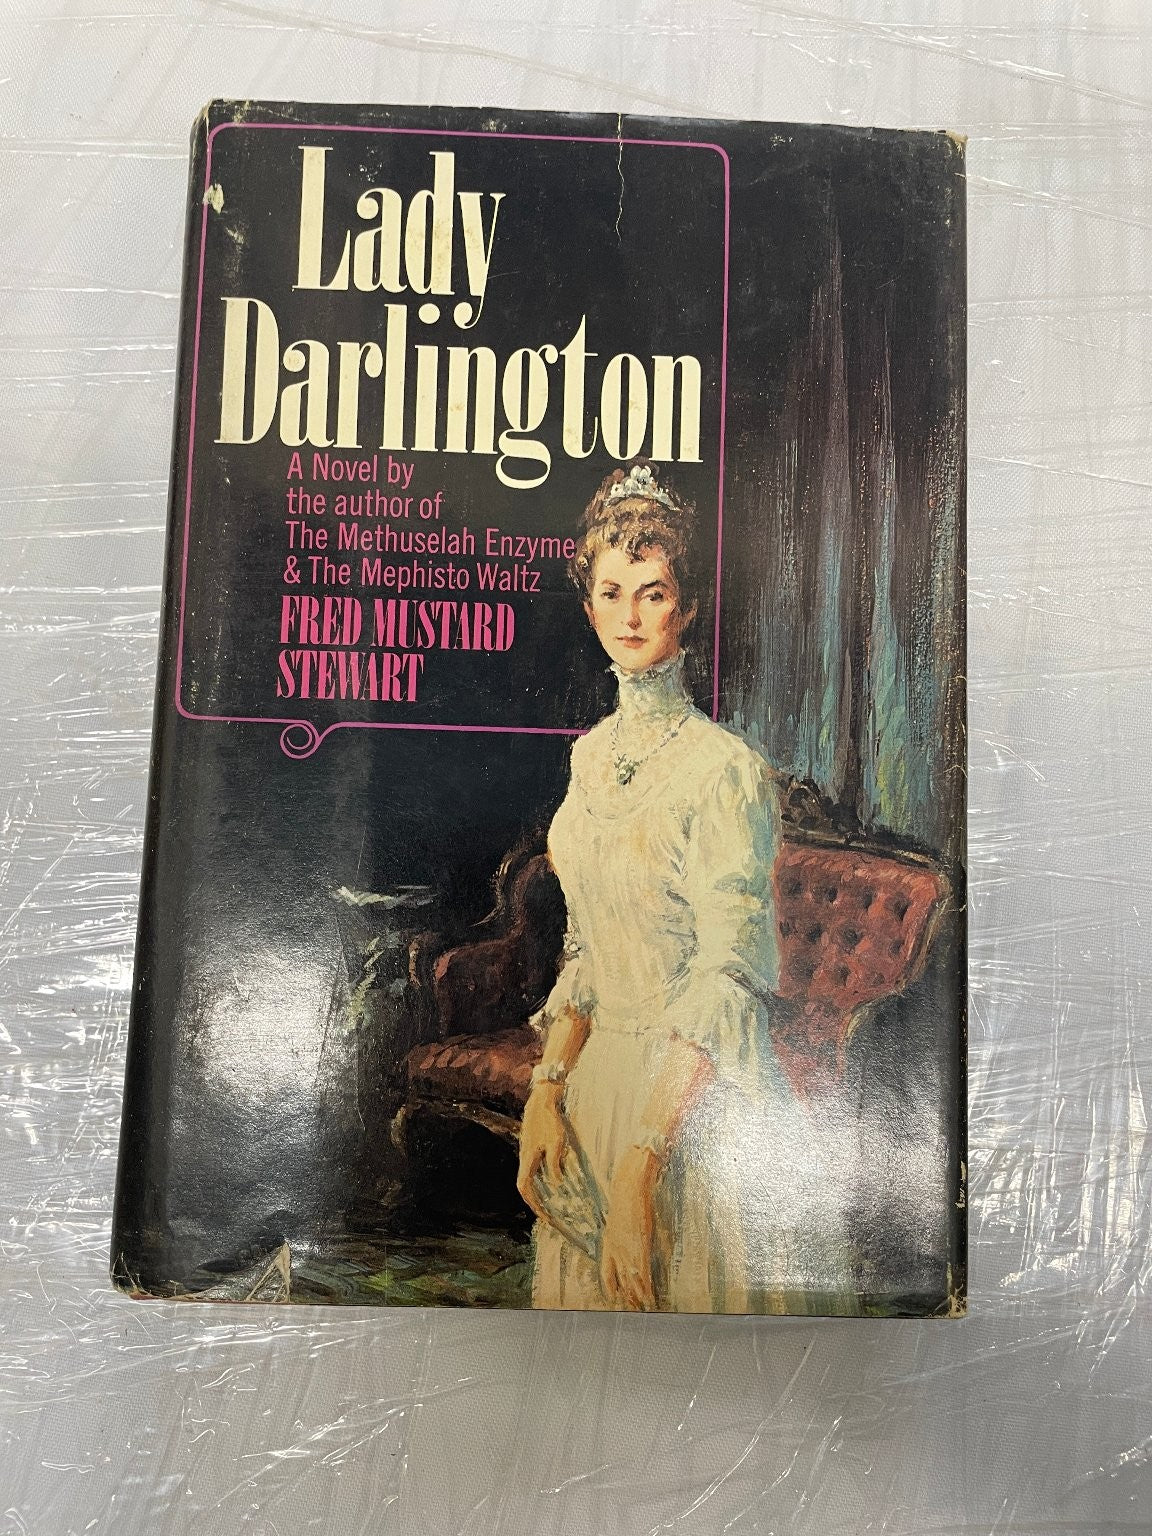 Lady
Darlington
A Novel by
the author of
The Methuselah Enzyme
& The Mephisto Waltz
FRED MUSTARD
STEWART